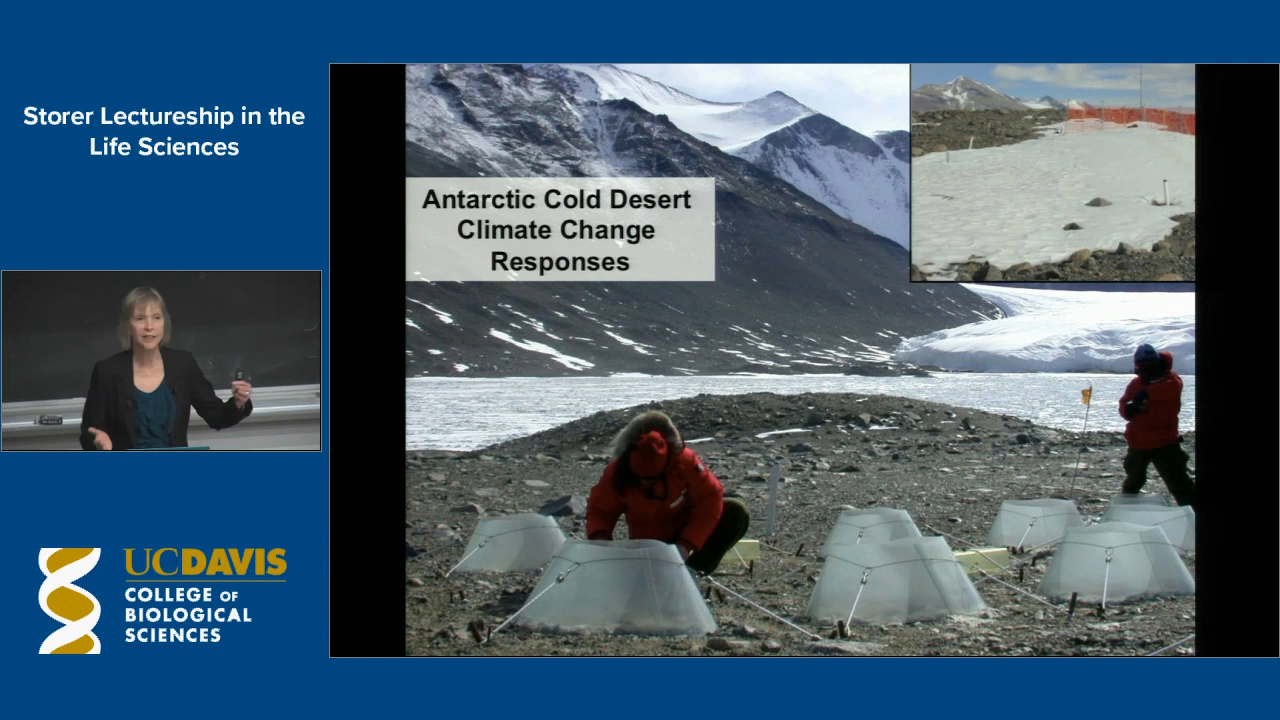 Storer Lectureship in the
Life Sciences
Antarctic Cold Desert
Climate Change
Responses
UCDAVIS
COLLEGE OF
BIOLOGICAL
SCIENCES